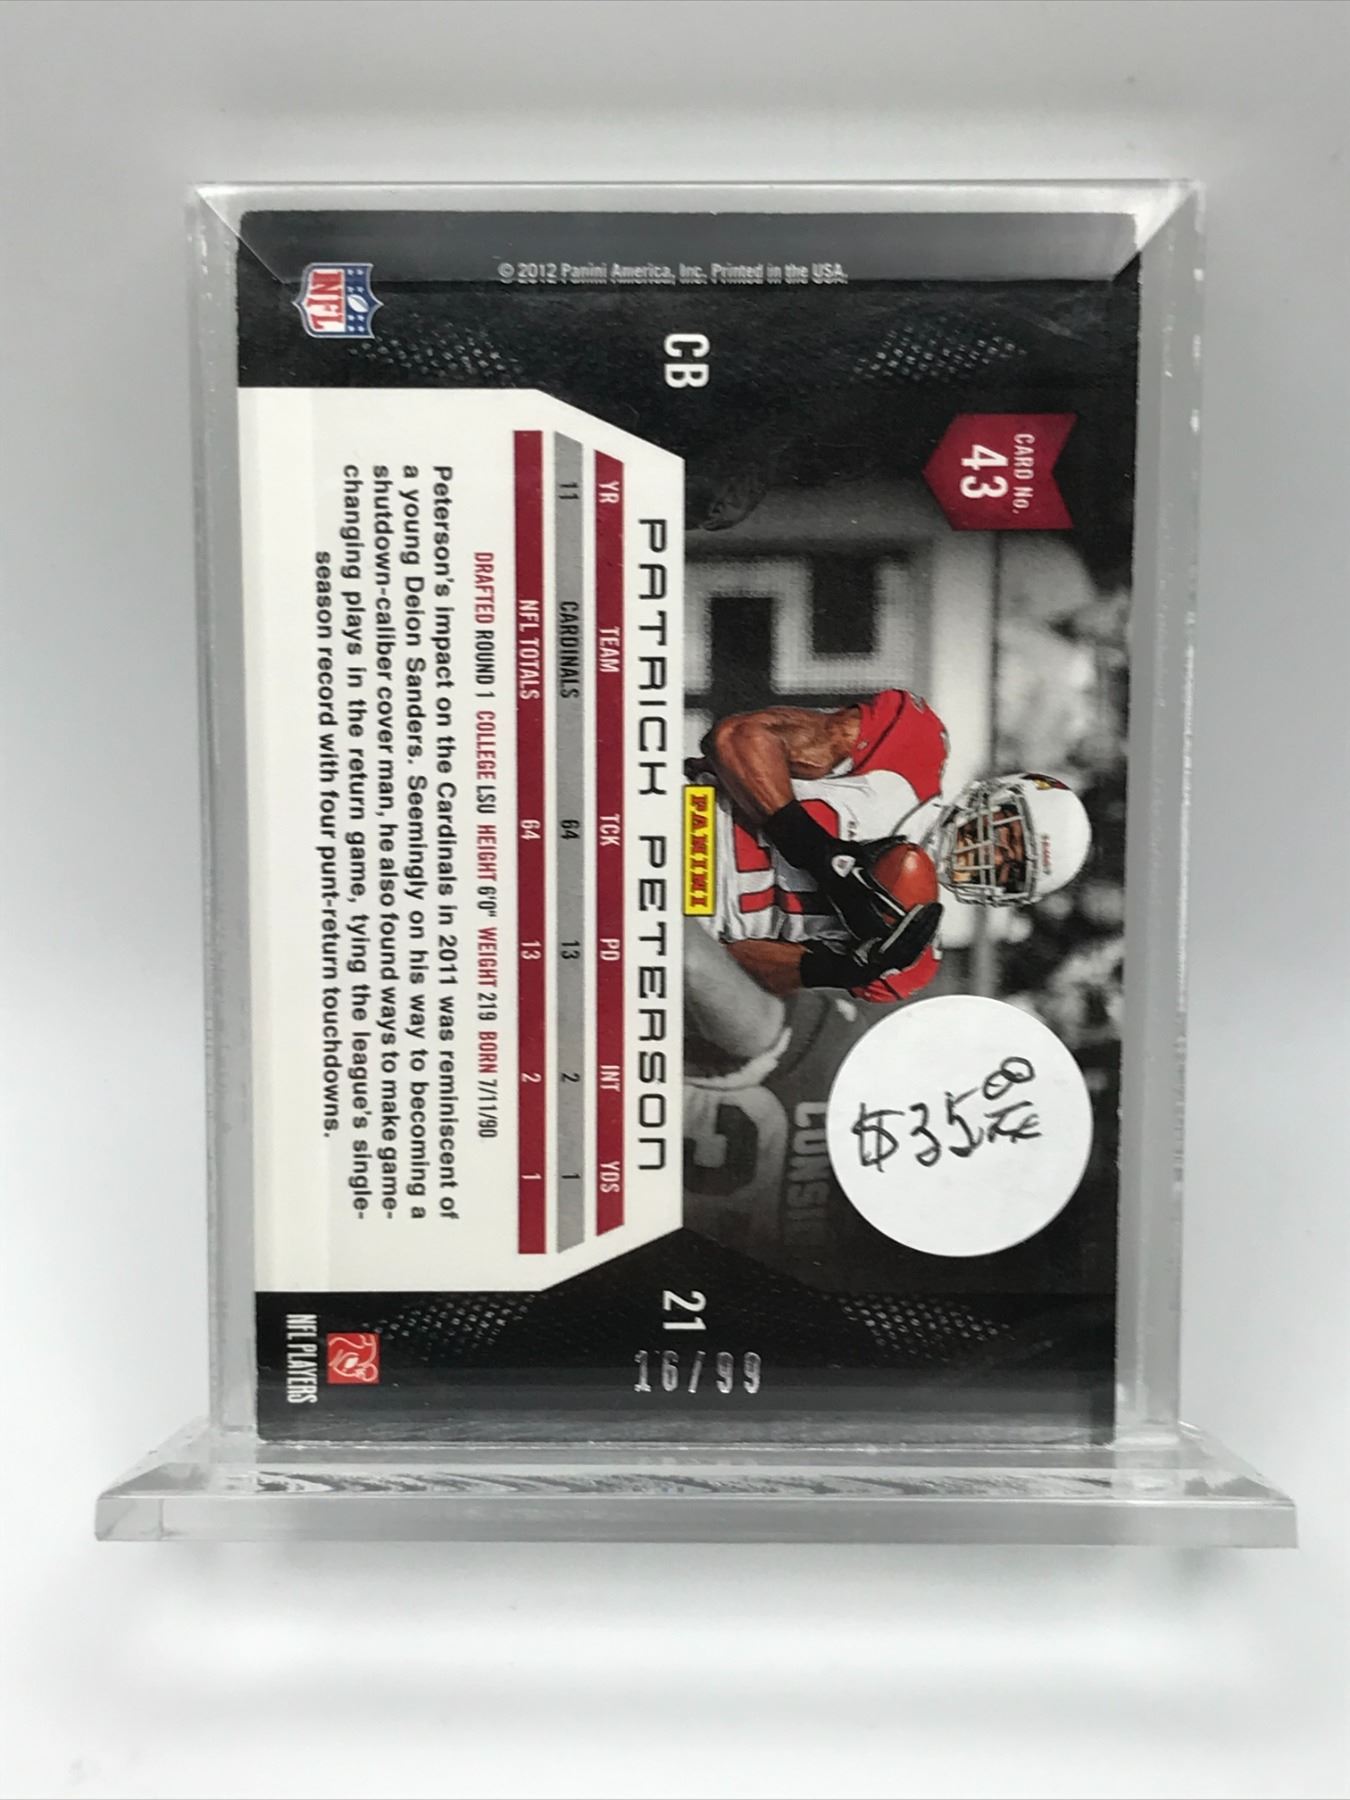 CARD No.
43
CONS
$35.00
PANINI
CB
PATRICK PETERSON
21
16/99
YR TEAM TCK PD INT YDS
11 CARDINALS 64 13 2 1
NFL TOTALS 64 13 2 1
DRAFTED ROUND 1 COLLEGE LSU HEIGHT 6'0" WEIGHT 219 BORN 7/11/90
Peterson's impact on the Cardinals in 2011 was reminiscent of
a young Deion Sanders. Seemingly on his way to becoming a
shutdown-caliber cover man, he also found ways to make game-
changing plays in the return game, tying the league's single-
season record with four punt-return touchdowns.
© 2012 Panini America, Inc. Printed in the USA.
NFL
NFL PLAYERS